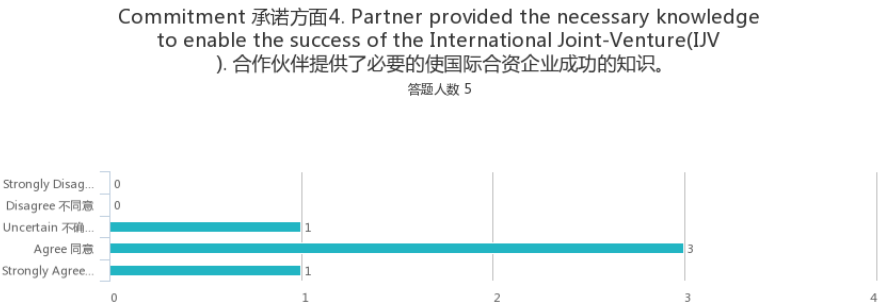 Commitment 承诺方面4. Partner provided the necessary knowledge
to enable the success of the International Joint-Venture(IJV
). 合作伙伴提供了必要的使国际合资企业成功的知识。
答题人数 5
Strongly Disag... 0
Disagree 不同意 0
Uncertain 不确... 1
Agree 同意 3
Strongly Agree... 1
0 1 2 3 4